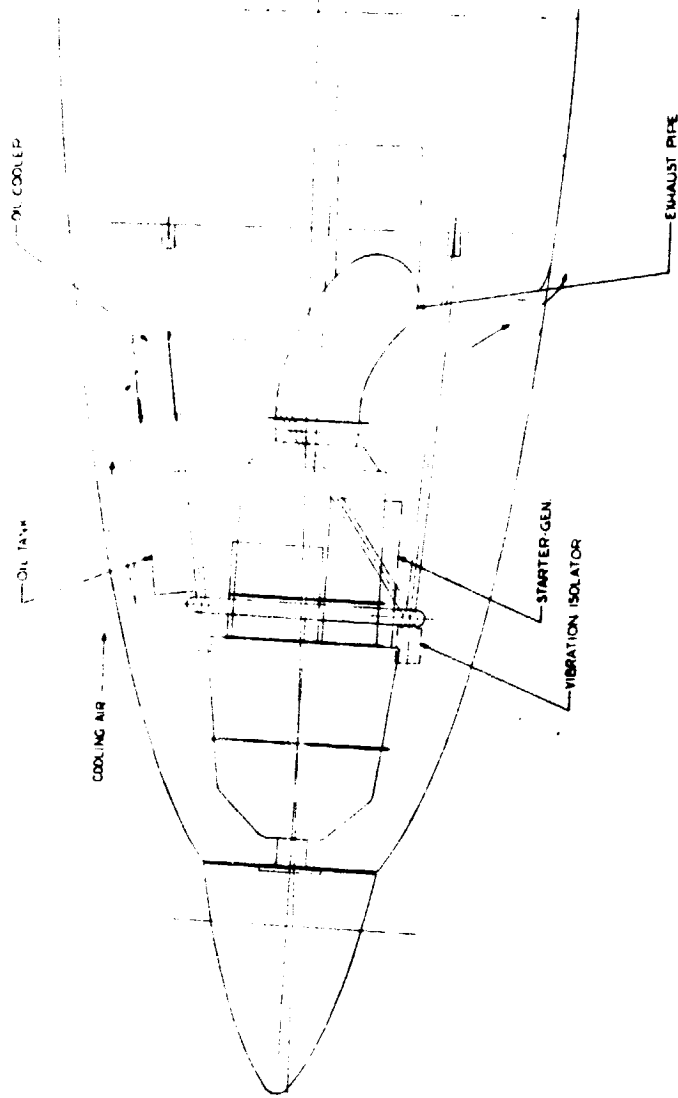 OIL COOLER
OIL TANK
COOLING AIR
EXHAUST PIPE
STARTER-GEN.
VIBRATION ISOLATOR